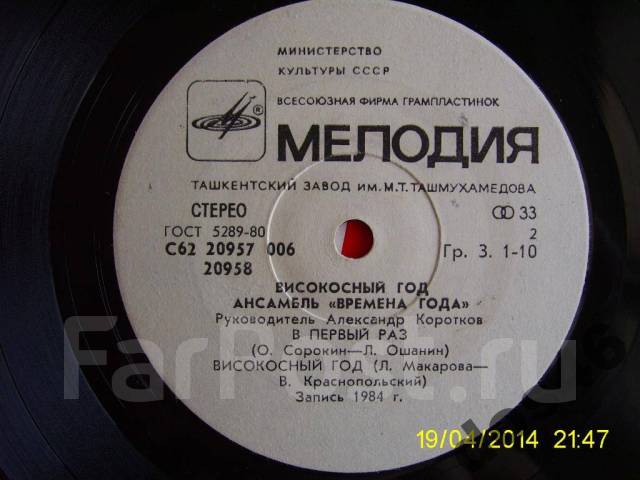 МИНИСТЕРСТВО
КУЛЬТУРЫ СССР
ВСЕСОЮЗНАЯ ФИРМА ГРАМПЛАСТИНОК
®
МЕЛОДИЯ
ТАШКЕНТСКИЙ ЗАВОД ИМ. М.Т. ТАШМУХАМЕДОВА
СТЕРЕО 33
ГОСТ 5289-80 2
С62 20957 006 Гр. 3. 1-10
20958
ВИСОКОСНЫЙ ГОД
АНСАМБЛЬ «ВРЕМЕНА ГОДА»
Руководитель Александр Коротков
В ПЕРВЫЙ РАЗ
(О. Сорокин—Л. Ошанин)
ВИСОКОСНЫЙ ГОД (Л. Макарова—
В. Краснопольский)
Запись 1984 г.
FarPost.ru
19/04/2014 21:47